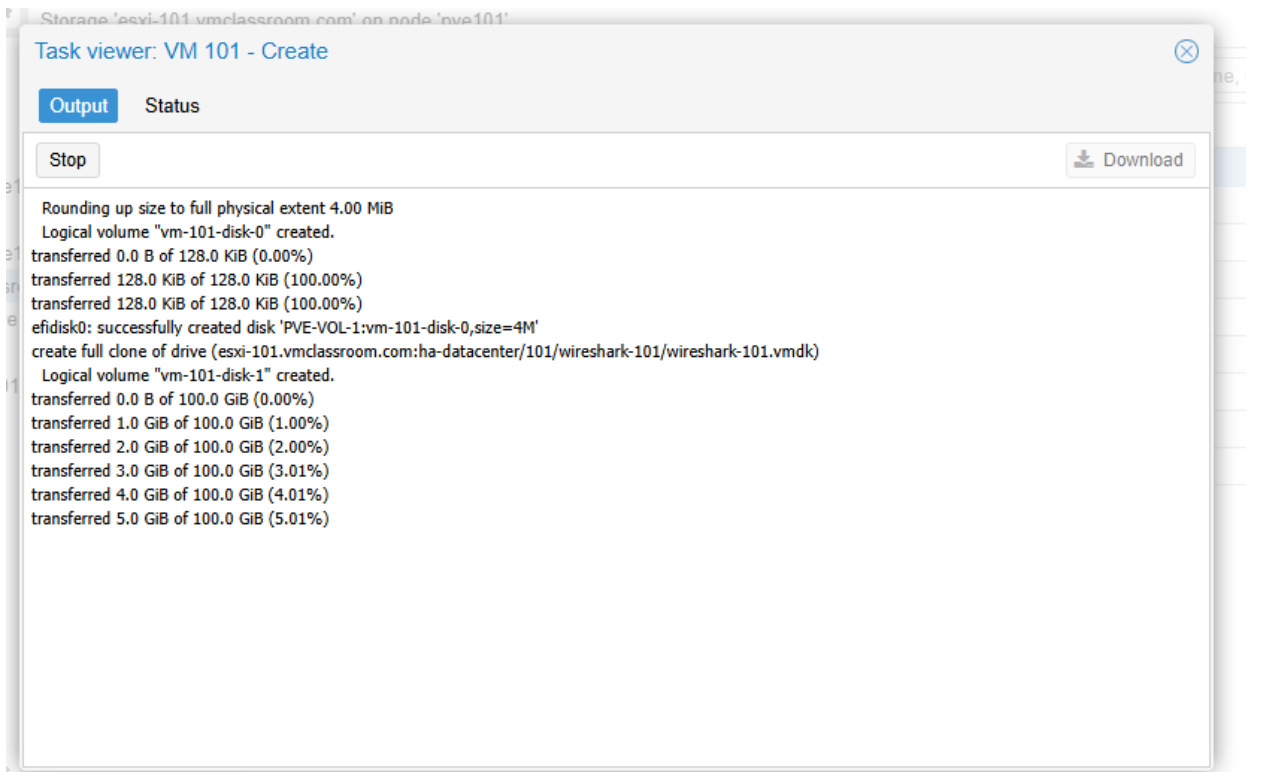 Storage 'esxi-101.vmclassroom.com' on node 'pve101'
Task viewer: VM 101 - Create
Output Status
Stop
Download
Rounding up size to full physical extent 4.00 MiB
Logical volume "vm-101-disk-0" created.
transferred 0.0 B of 128.0 KiB (0.00%)
transferred 128.0 KiB of 128.0 KiB (100.00%)
transferred 128.0 KiB of 128.0 KiB (100.00%)
efidisk0: successfully created disk 'PVE-VOL-1:vm-101-disk-0,size=4M'
create full clone of drive (esxi-101.vmclassroom.com:ha-datacenter/101/wireshark-101/wireshark-101.vmdk)
Logical volume "vm-101-disk-1" created.
transferred 0.0 B of 100.0 GiB (0.00%)
transferred 1.0 GiB of 100.0 GiB (1.00%)
transferred 2.0 GiB of 100.0 GiB (2.00%)
transferred 3.0 GiB of 100.0 GiB (3.01%)
transferred 4.0 GiB of 100.0 GiB (4.01%)
transferred 5.0 GiB of 100.0 GiB (5.01%)